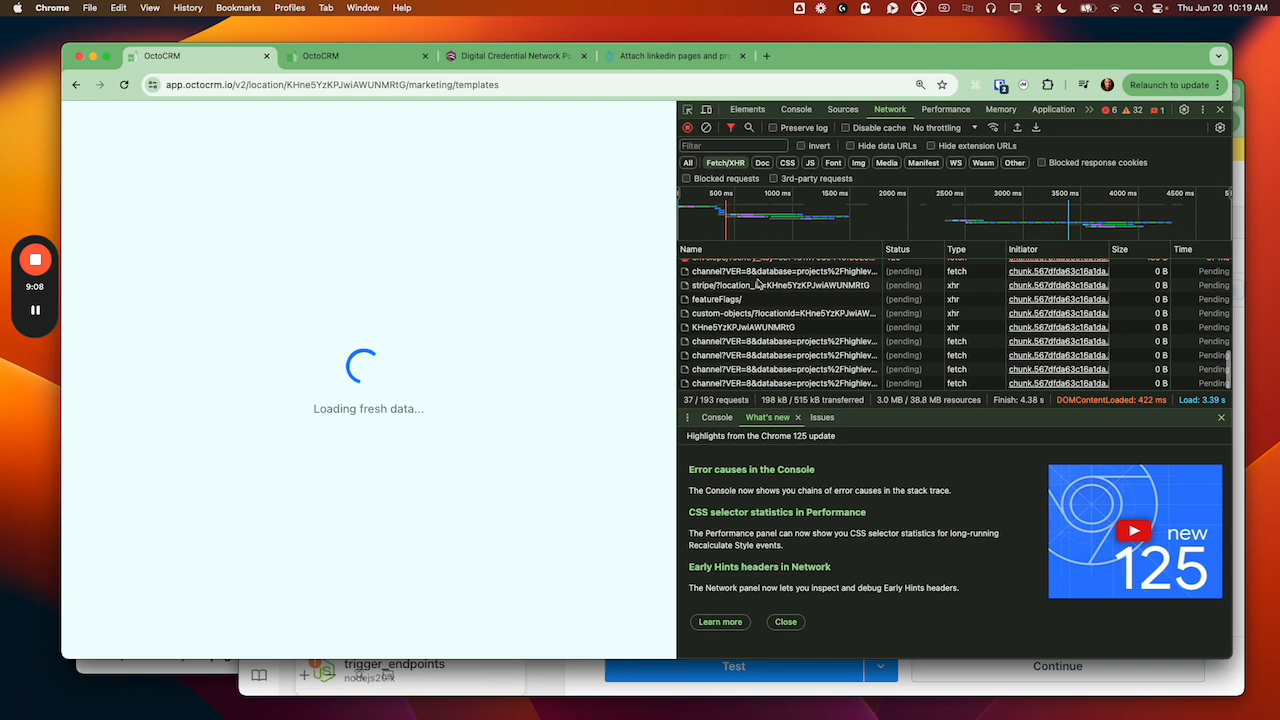 Chrome File Edit View History Bookmarks Profiles Tab Window Help Thu Jun 20 10:19 AM
OctoCRM OctoCRM Digital Credential Network Po Attach linkedin pages and pro
app.octocrm.io/v2/location/KHne5YzKPJwiAWUNMRtG/marketing/templates
2
Relaunch to update
Elements Console Sources Network Performance Memory Application 6 32 1
Preserve log Disable cache No throttling
Filter Invert Hide data URLs Hide extension URLs
All Fetch/XHR Doc CSS JS Font Img Media Manifest WS Wasm Other Blocked response cookies
Blocked requests 3rd-party requests
500 ms 1000 ms 1500 ms 2000 ms 2500 ms 3000 ms 3500 ms 4000 ms 4500 ms
Name Status Type Initiator Size Time
channel?VER=8&database=projects%2Fhighlev... (pending) fetch chunk.567dfda63c16a1da. 0 B Pending
stripe/?location_ =KHne5YzKPJwiAWUNMRtG (pending) xhr chunk.567dfda63c16a1da. 0 B Pending
featureFlags/ (pending) xhr chunk.567dfda63c16a1da. 0 B Pending
custom-objects/?locationId=KHne5YzKPJwiAW... (pending) xhr chunk.567dfda63c16a1da. 0 B Pending
KHne5YzKPJwiAWUNMRtG (pending) xhr chunk.567dfda63c16a1da. 0 B Pending
channel?VER=8&database=projects%2Fhighlev... (pending) fetch chunk.567dfda63c16a1da. 0 B Pending
channel?VER=8&database=projects%2Fhighlev... (pending) fetch chunk.567dfda63c16a1da. 0 B Pending
channel?VER=8&database=projects%2Fhighlev... (pending) fetch chunk.567dfda63c16a1da. 0 B Pending
channel?VER=8&database=projects%2Fhighlev... (pending) fetch chunk.567dfda63c16a1da. 0 B Pending
37 / 193 requests 198 kB / 515 kB transferred 3.0 MB / 38.8 MB resources Finish: 4.38 s DOMContentLoaded: 422 ms Load: 3.39 s
Console What's new Issues
Highlights from the Chrome 125 update
Error causes in the Console
The Console now shows you chains of error causes in the stack trace.
CSS selector statistics in Performance
The Performance panel can now show you CSS selector statistics for long-running
Recalculate Style events.
Early Hints headers in Network
The Network panel now lets you inspect and debug Early Hints headers.
Learn more Close
new
125
9:08
Loading fresh data...
trigger_endpoints
Test
Continue